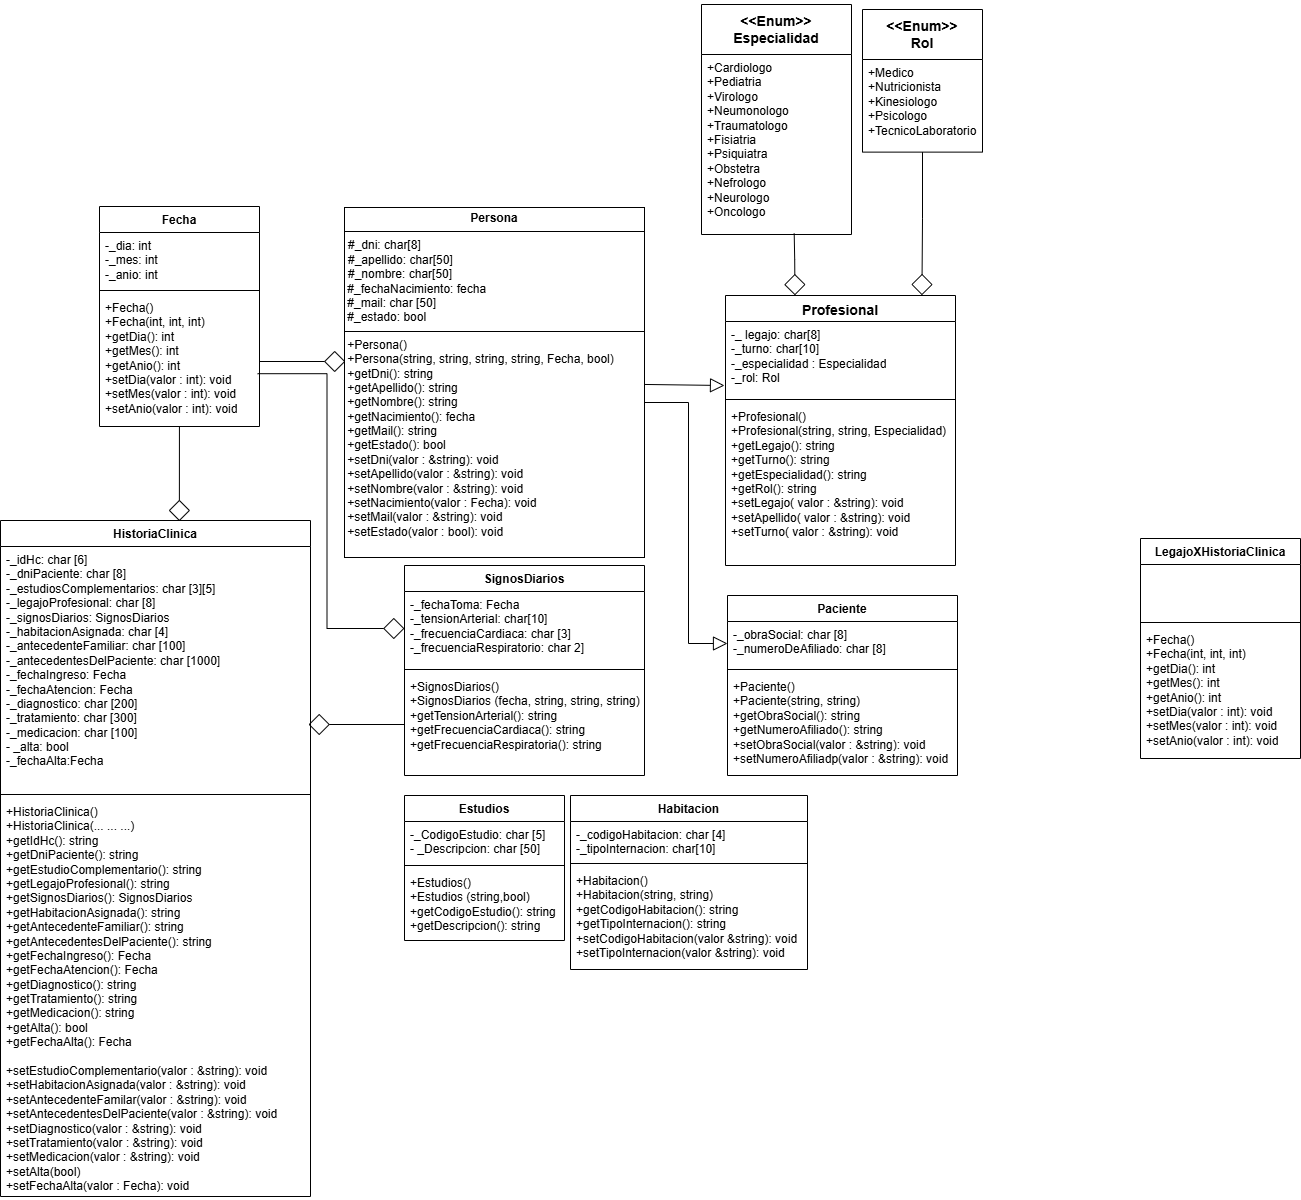 <<Enum>>
Especialidad
+Cardiologo
+Pediatria
+Virologo
+Neumonologo
+Traumatologo
+Fisiatria
+Psiquiatra
+Obstetra
+Nefrologo
+Neurologo
+Oncologo
<<Enum>>
Rol
+Medico
+Nutricionista
+Kinesiologo
+Psicologo
+TecnicoLaboratorio
Fecha
-_dia: int
-_mes: int
-_anio: int
+Fecha()
+Fecha(int, int, int)
+getDia(): int
+getMes(): int
+getAnio(): int
+setDia(valor : int): void
+setMes(valor : int): void
+setAnio(valor : int): void
Persona
#_dni: char[8]
#_apellido: char[50]
#_nombre: char[50]
#_fechaNacimiento: fecha
#_mail: char [50]
#_estado: bool
+Persona()
+Persona(string, string, string, string, Fecha, bool)
+getDni(): string
+getApellido(): string
+getNombre(): string
+getNacimiento(): fecha
+getMail(): string
+getEstado(): bool
+setDni(valor : &string): void
+setApellido(valor : &string): void
+setNombre(valor : &string): void
+setNacimiento(valor : Fecha): void
+setMail(valor : &string): void
+setEstado(valor : bool): void
Profesional
-_ legajo: char[8]
-_turno: char[10]
-_especialidad : Especialidad
-_rol: Rol
+Profesional()
+Profesional(string, string, Especialidad)
+getLegajo(): string
+getTurno(): string
+getEspecialidad(): string
+getRol(): string
+setLegajo( valor : &string): void
+setApellido( valor : &string): void
+setTurno( valor : &string): void
HistoriaClinica
-_idHc: char [6]
-_dniPaciente: char [8]
-_estudiosComplementarios: char [3][5]
-_legajoProfesional: char [8]
-_signosDiarios: SignosDiarios
-_habitacionAsignada: char [4]
-_antecedenteFamiliar: char [100]
-_antecedentesDelPaciente: char [1000]
-_fechaIngreso: Fecha
-_fechaAtencion: Fecha
-_diagnostico: char [200]
-_tratamiento: char [300]
-_medicacion: char [100]
- _alta: bool
-_fechaAlta:Fecha
+HistoriaClinica()
+HistoriaClinica(... ... ...)
+getIdHc(): string
+getDniPaciente(): string
+getEstudioComplementario(): string
+getLegajoProfesional(): string
+getSignosDiarios(): SignosDiarios
+getHabitacionAsignada(): string
+getAntecedenteFamiliar(): string
+getAntecedentesDelPaciente(): string
+getFechaIngreso(): Fecha
+getFechaAtencion(): Fecha
+getDiagnostico(): string
+getTratamiento(): string
+getMedicacion(): string
+getAlta(): bool
+getFechaAlta(): Fecha
+setEstudioComplementario(valor : &string): void
+setHabitacionAsignada(valor : &string): void
+setAntecedenteFamilar(valor : &string): void
+setAntecedentesDelPaciente(valor : &string): void
+setDiagnostico(valor : &string): void
+setTratamiento(valor : &string): void
+setMedicacion(valor : &string): void
+setAlta(bool)
+setFechaAlta(valor : Fecha): void
SignosDiarios
-_fechaToma: Fecha
-_tensionArterial: char[10]
-_frecuenciaCardiaca: char [3]
-_frecuenciaRespiratorio: char 2]
+SignosDiarios()
+SignosDiarios (fecha, string, string, string)
+getTensionArterial(): string
+getFrecuenciaCardiaca(): string
+getFrecuenciaRespiratoria(): string
Paciente
-_obraSocial: char [8]
-_numeroDeAfiliado: char [8]
+Paciente()
+Paciente(string, string)
+getObraSocial(): string
+getNumeroAfiliado(): string
+setObraSocial(valor : &string): void
+setNumeroAfiliadp(valor : &string): void
LegajoXHistoriaClinica
+Fecha()
+Fecha(int, int, int)
+getDia(): int
+getMes(): int
+getAnio(): int
+setDia(valor : int): void
+setMes(valor : int): void
+setAnio(valor : int): void
Estudios
-_CodigoEstudio: char [5]
- _Descripcion: char [50]
+Estudios()
+Estudios (string,bool)
+getCodigoEstudio(): string
+getDescripcion(): string
Habitacion
-_codigoHabitacion: char [4]
-_tipoInternacion: char[10]
+Habitacion()
+Habitacion(string, string)
+getCodigoHabitacion(): string
+getTipoInternacion(): string
+setCodigoHabitacion(valor &string): void
+setTipoInternacion(valor &string): void